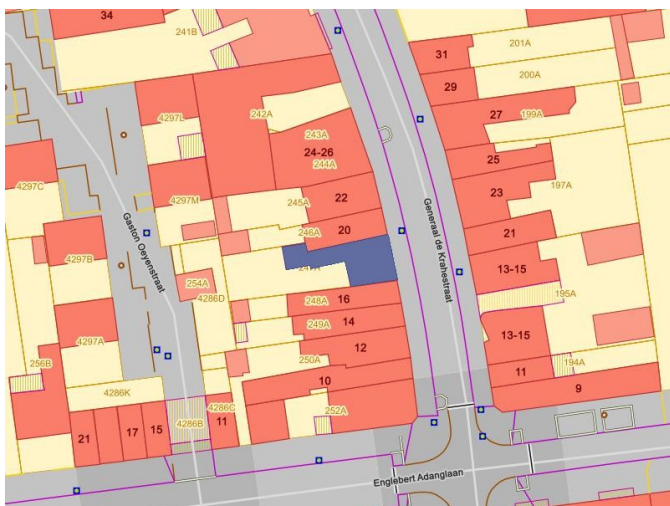 34
241B
31
201A
29
200A
4297L
242A
27
199A
243A
24-26
244A
25
4297C
4297M
22
23
197A
245A
Gaston Oeyenstraat
Generaal de Krahestraat
20
246A
21
4297B
13-15
254A
4286D
16
248A
195A
14
249A
4297A
12
13-15
256B
250A
194A
11
10
9
4286K
4286C
252A
21
17
15
4286B
11
Englebert Adanglaan